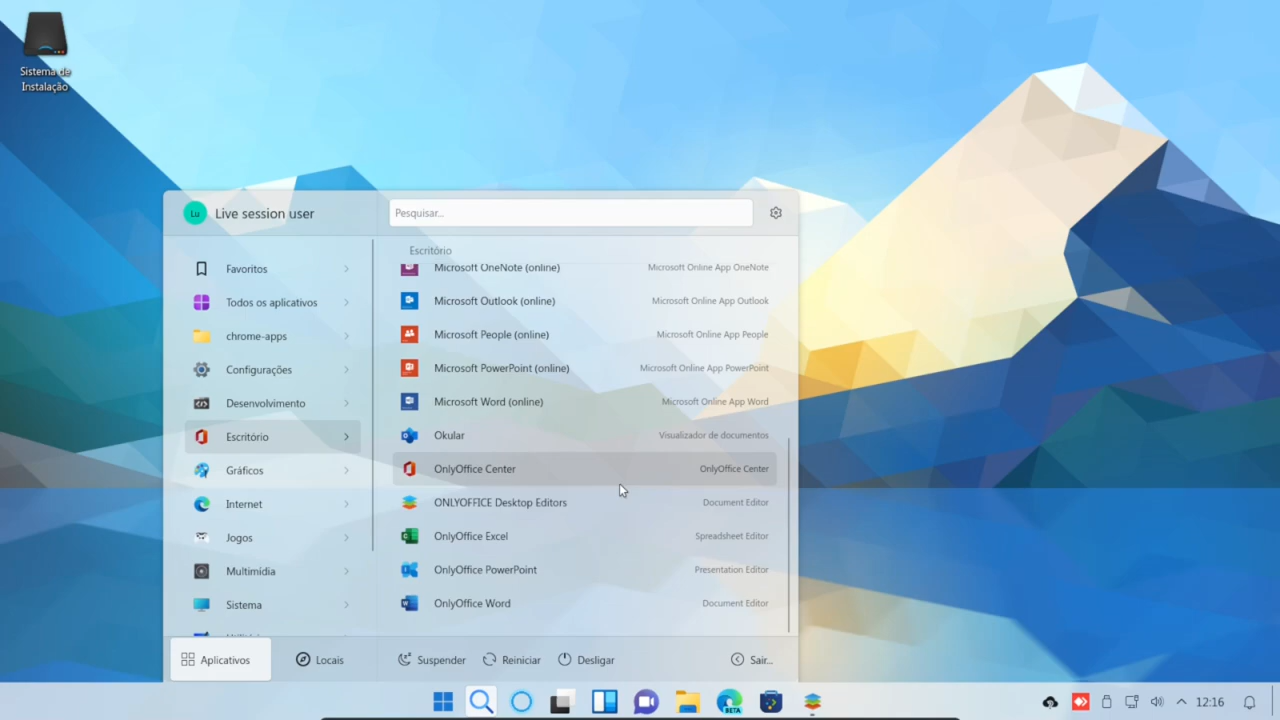 Sistema de
Instalação
Lu Live session user
Pesquisar...
Favoritos
Todos os aplicativos
chrome-apps
Configurações
Desenvolvimento
Escritório
Gráficos
Internet
Jogos
Multimídia
Sistema
Escritório
Microsoft OneNote (online) Microsoft Online App OneNote
Microsoft Outlook (online) Microsoft Online App Outlook
Microsoft People (online) Microsoft Online App People
Microsoft PowerPoint (online) Microsoft Online App PowerPoint
Microsoft Word (online) Microsoft Online App Word
Okular Visualizador de documentos
OnlyOffice Center OnlyOffice Center
ONLYOFFICE Desktop Editors Document Editor
OnlyOffice Excel Spreadsheet Editor
OnlyOffice PowerPoint Presentation Editor
OnlyOffice Word Document Editor
Aplicativos Locais Suspender Reiniciar Desligar Sair...
BETA
12:16